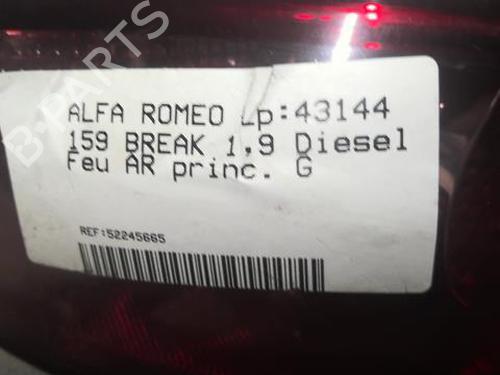 B-PARTS
ALFA ROMEO Lp:43144
159 BREAK 1,9 Diesel
Feu AR princ. G
REF:52245665